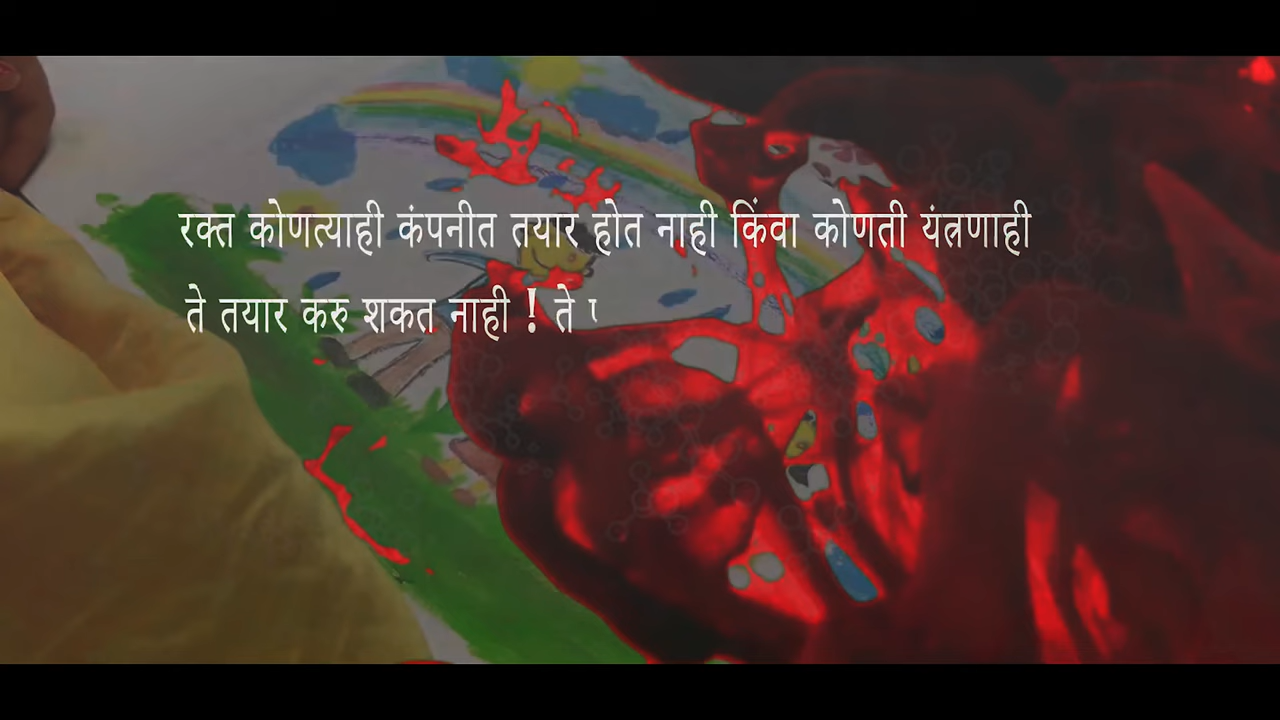 रक्त कोणत्याही कंपनीत तयार होत नाही किंवा कोणती यंत्रणाही
ते तयार करु शकत नाही ! ते